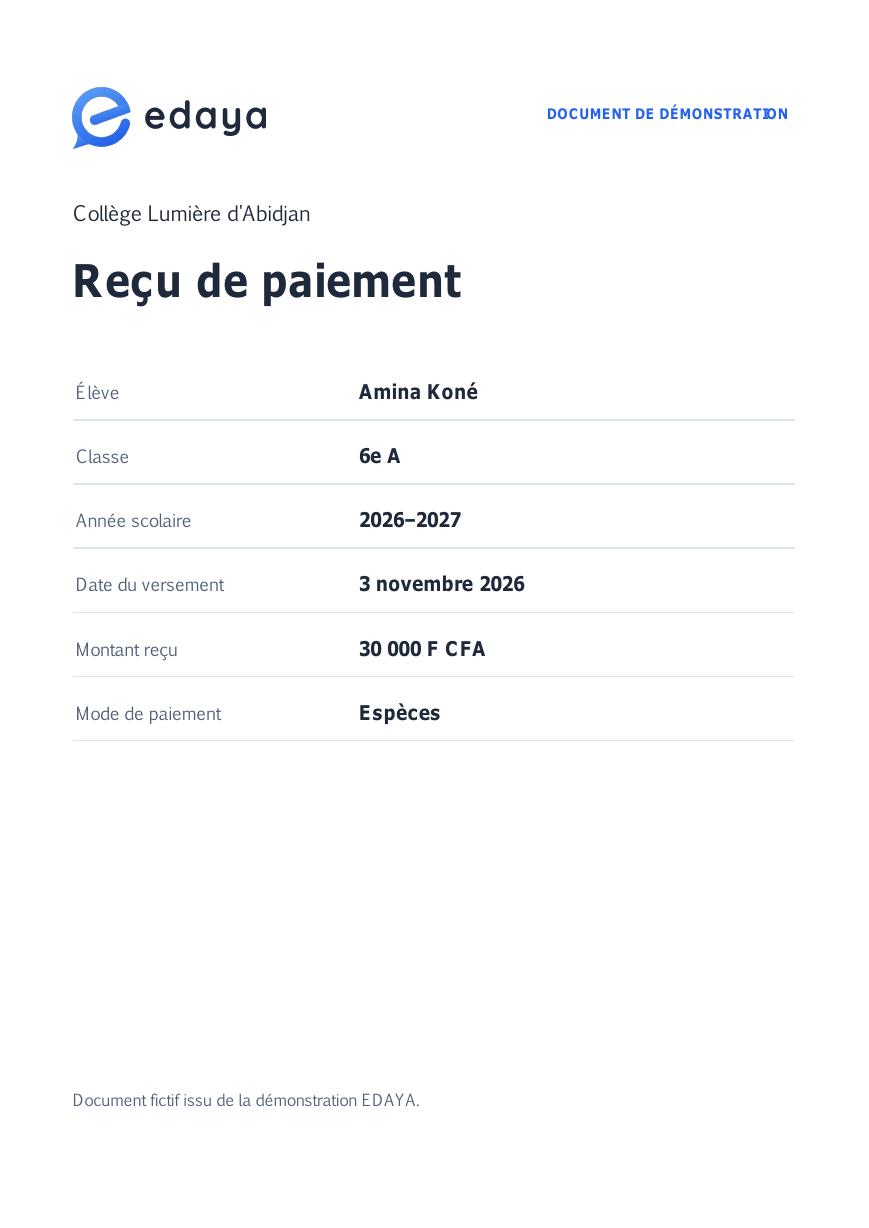 edaya
DOCUMENT DE DÉMONSTRATION
Collège Lumière d'Abidjan
Reçu de paiement
Élève Amina Koné
Classe 6e A
Année scolaire 2026–2027
Date du versement 3 novembre 2026
Montant reçu 30 000 F CFA
Mode de paiement Espèces
Document fictif issu de la démonstration EDAYA.